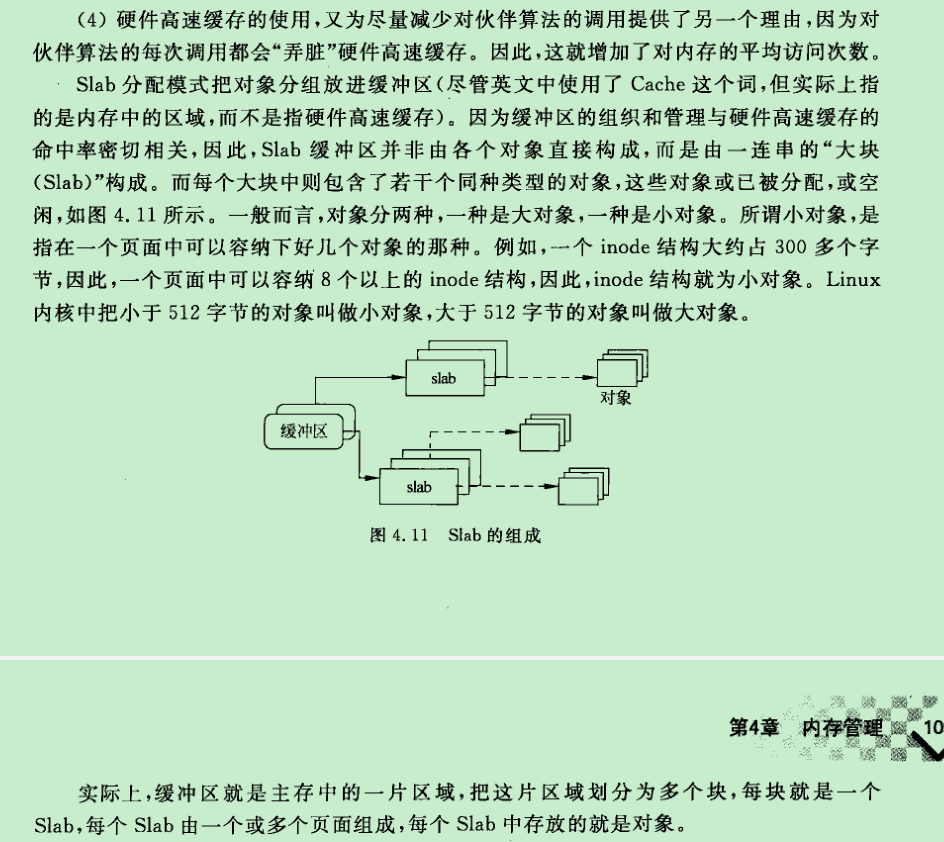 （4）硬件高速缓存的使用，又为尽量减少对伙伴算法的调用提供了另一个理由，因为对
伙伴算法的每次调用都会“弄脏”硬件高速缓存。因此，这就增加了对内存的平均访问次数。
Slab 分配模式把对象分组放进缓冲区（尽管英文中使用了 Cache 这个词，但实际上指
的是内存中的区域，而不是指硬件高速缓存）。因为缓冲区的组织和管理与硬件高速缓存的
命中率密切相关，因此，Slab 缓冲区并非由各个对象直接构成，而是由一连串的“大块
（Slab）”构成。而每个大块中则包含了若干个同种类型的对象，这些对象或已被分配，或空
闲，如图 4.11 所示。一般而言，对象分两种，一种是大对象，一种是小对象。所谓小对象，是
指在一个页面中可以容纳下好几个对象的那种。例如，一个 inode 结构大约占 300 多个字
节，因此，一个页面中可以容纳 8 个以上的 inode 结构，因此，inode 结构就为小对象。Linux
内核中把小于 512 字节的对象叫做小对象，大于 512 字节的对象叫做大对象。
slab
对象
缓冲区
slab
图 4.11 Slab 的组成
第4章 内存管理 10
实际上，缓冲区就是主存中的一片区域，把这片区域划分为多个块，每块就是一个
Slab，每个 Slab 由一个或多个页面组成，每个 Slab 中存放的就是对象。